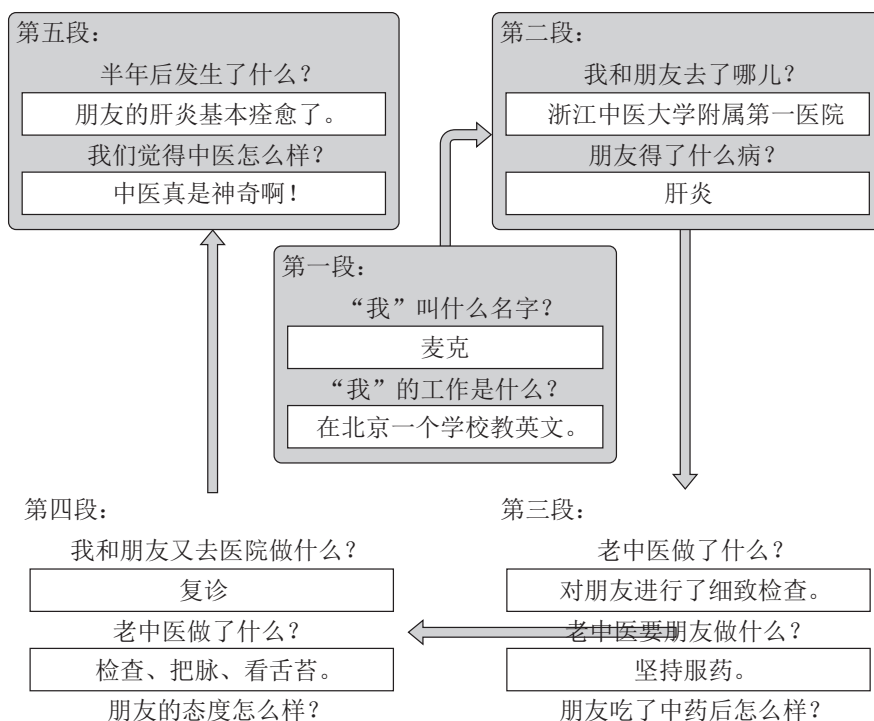 第五段：
半年后发生了什么？
朋友的肝炎基本痊愈了。
我们觉得中医怎么样？
中医真是神奇啊！
第二段：
我和朋友去了哪儿？
浙江中医大学附属第一医院
朋友得了什么病？
肝炎
第一段：
“我”叫什么名字？
麦克
“我”的工作是什么？
在北京一个学校教英文。
第四段：
我和朋友又去医院做什么？
复诊
老中医做了什么？
检查、把脉、看舌苔。
朋友的态度怎么样？
第三段：
老中医做了什么？
对朋友进行了细致检查。
老中医要朋友做什么？
坚持服药。
朋友吃了中药后怎么样？